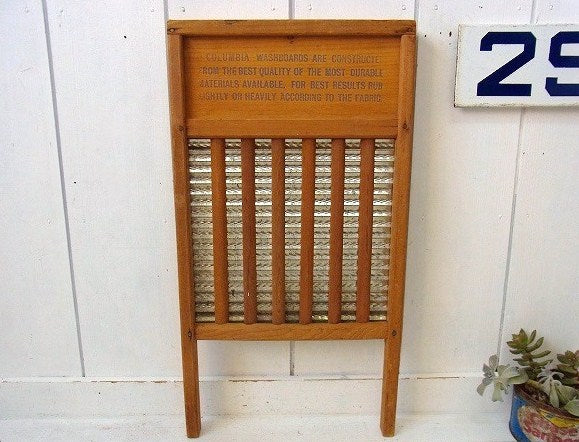 COLUMBIA WASHBOARDS ARE CONSTRUCTE
FROM THE BEST QUALITY OF THE MOST DURABLE
MATERIALS AVAILABLE, FOR BEST RESULTS RUB
LIGHTLY OR HEAVILY ACCORDING TO THE FABRIC
29